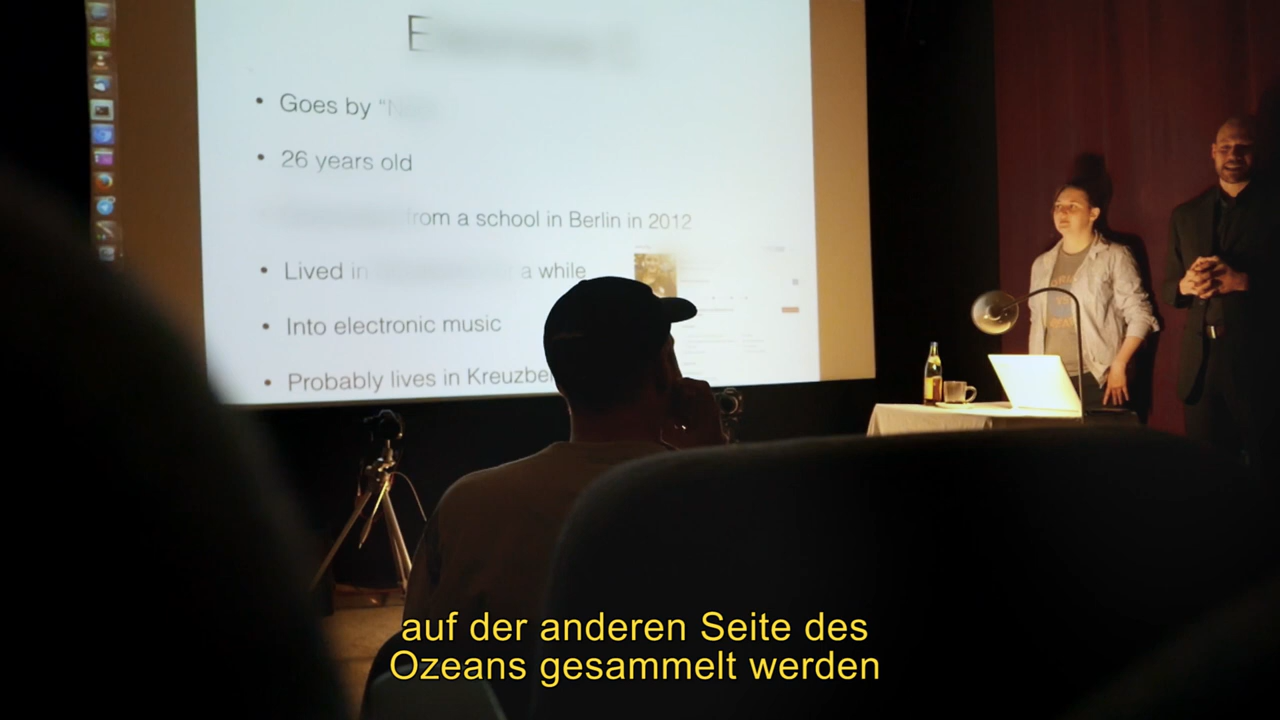 Goes by
26 years old
from a school in Berlin in 2012
Lived in a while
Into electronic music
Probably lives in
auf der anderen Seite des
Ozeans gesammelt werden